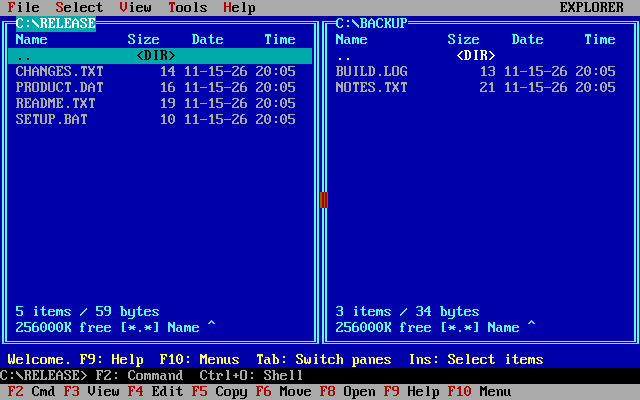 File  Select  View  Tools  Help  EXPLORER
C:\RELEASE
Name  Size  Date  Time
..  <DIR>
CHANGES.TXT  14 11-15-26 20:05
PRODUCT.DAT  16 11-15-26 20:05
README.TXT  19 11-15-26 20:05
SETUP.BAT  10 11-15-26 20:05
5 items / 59 bytes
256000K free [*.*] Name ^
C:\BACKUP
Name  Size  Date  Time
..  <DIR>
BUILD.LOG  13 11-15-26 20:05
NOTES.TXT  21 11-15-26 20:05
3 items / 34 bytes
256000K free [*.*] Name ^
Welcome. F9: Help  F10: Menus  Tab: Switch panes  Ins: Select items
C:\RELEASE> F2: Command  Ctrl+O: Shell
F2 Cmd F3 View F4 Edit F5 Copy F6 Move F8 Open F9 Help F10 Menu